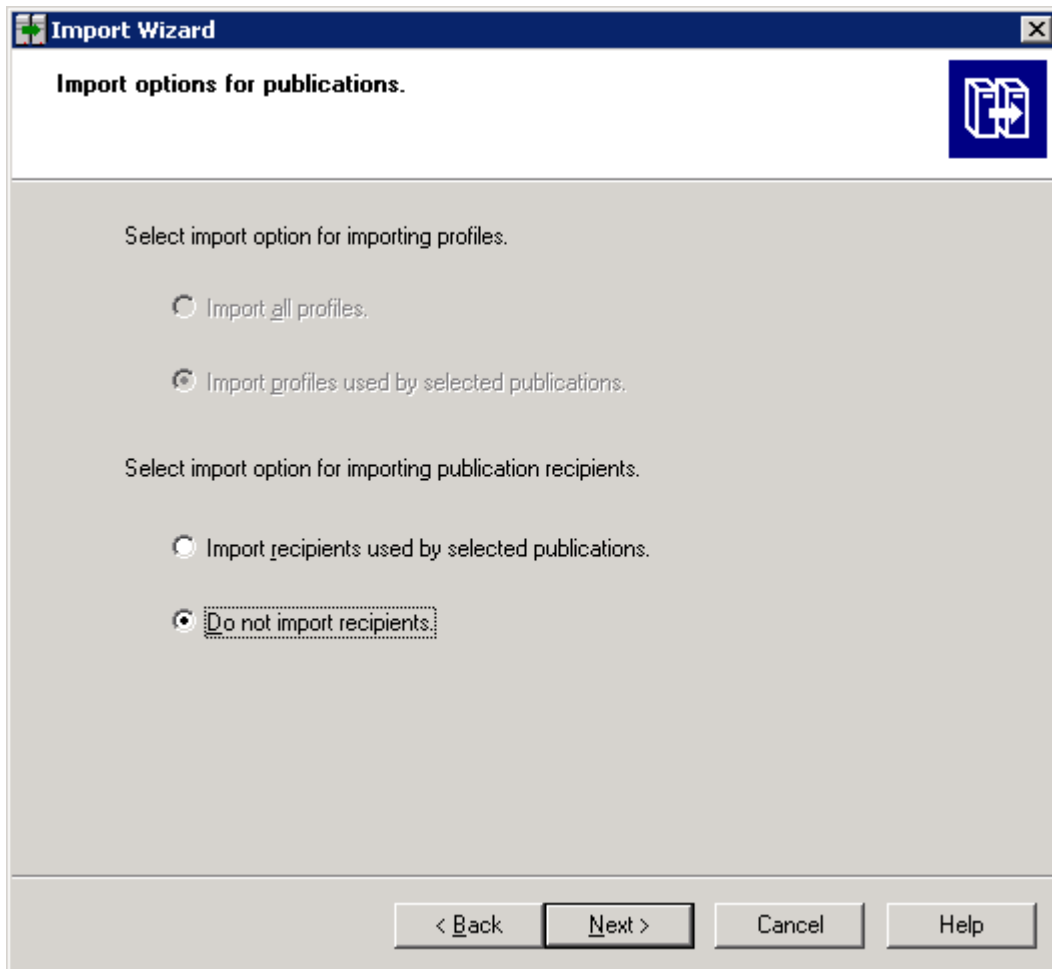 Import Wizard
Import options for publications.
Select import option for importing profiles.
Import all profiles.
Import profiles used by selected publications.
Select import option for importing publication recipients.
Import recipients used by selected publications.
Do not import recipients.
< Back Next > Cancel Help